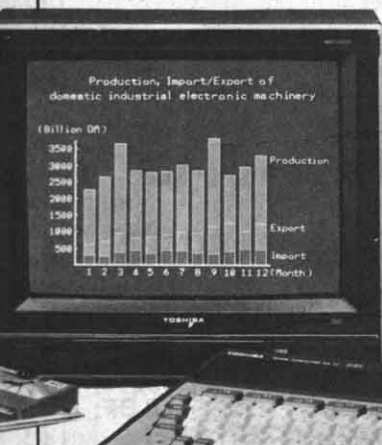 Production, Import/Export of
domestic industrial electronic machinery
(Billion DM)
3500
3000
2500
2000
1500
1000
500
Production
Export
Import
1 2 3 4 5 6 7 8 9 10 11 12 (Month)
TOSHIBA
TOSHIBA